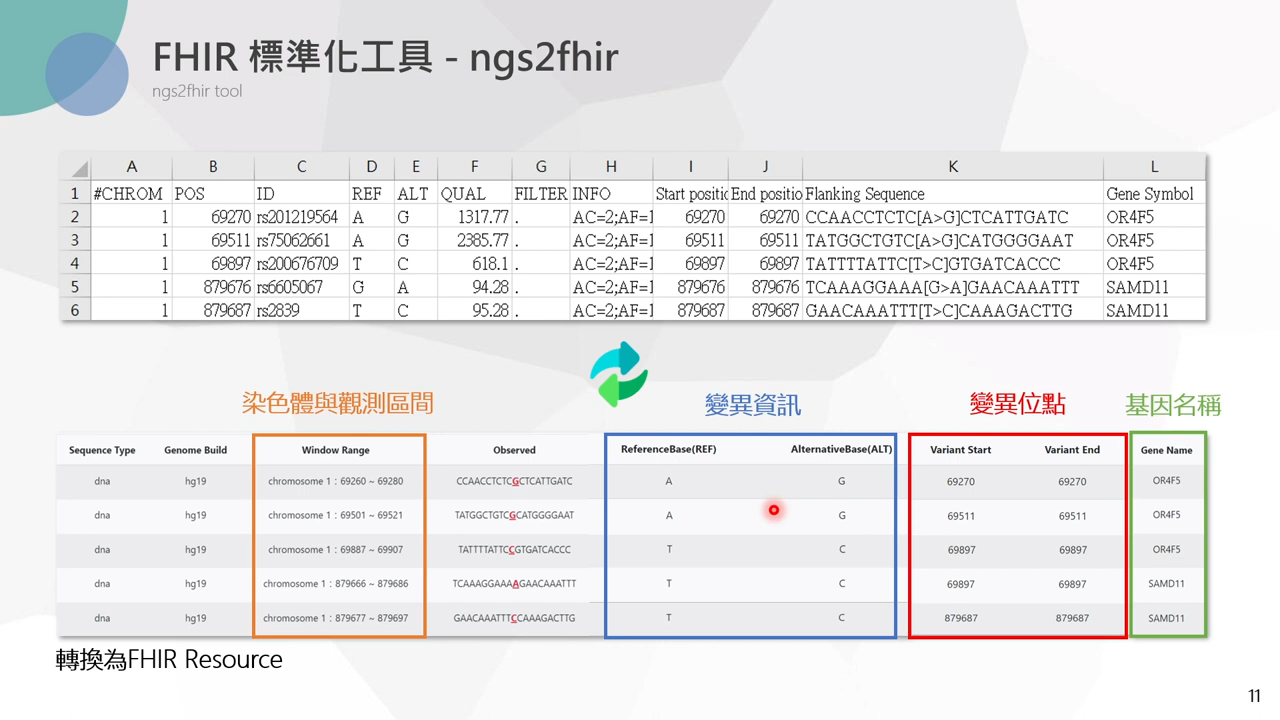 FHIR 標準化工具 - ngs2fhir
ngs2fhir tool
A B C D E F G H I J K L
1 #CHROM POS ID REF ALT QUAL FILTER INFO Start positic End positio Flanking Sequence Gene Symbol
2 1 69270 rs201219564 A G 1317.77 . AC=2;AF=1 69270 69270 CCAACCTCTC[A>G]CTCATTGATC OR4F5
3 1 69511 rs75062661 A G 2385.77 . AC=2;AF=1 69511 69511 TATGGCTGTC[A>G]CATGGGGAAT OR4F5
4 1 69897 rs200676709 T C 618.1 . AC=2;AF=1 69897 69897 TATTTTATTC[T>C]GTGATCACCC OR4F5
5 1 879676 rs6605067 G A 94.28 . AC=2;AF=1 879676 879676 TCAAAGGAAA[G>A]GAACAAATTT SAMD11
6 1 879687 rs2839 T C 95.28 . AC=2;AF=1 879687 879687 GAACAAATTT[T>C]CAAAGACTTG SAMD11
染色體與觀測區間 變異資訊 變異位點 基因名稱
Sequence Type Genome Build Window Range Observed ReferenceBase(REF) AlternativeBase(ALT) Variant Start Variant End Gene Name
dna hg19 chromosome 1：69260 ~ 69280 CCAACCTCTCGCTCATTGATC A G 69270 69270 OR4F5
dna hg19 chromosome 1：69501 ~ 69521 TATGGCTGTCGCATGGGGAAT A G 69511 69511 OR4F5
dna hg19 chromosome 1：69887 ~ 69907 TATTTTATTCCGTGATCACCC T C 69897 69897 OR4F5
dna hg19 chromosome 1：879666 ~ 879686 TCAAAGGAAAAGAACAAATTT T C 69897 69897 SAMD11
dna hg19 chromosome 1：879677 ~ 879697 GAACAAATTTCCAAAGACTTG T C 879687 879687 SAMD11
轉換為FHIR Resource
11